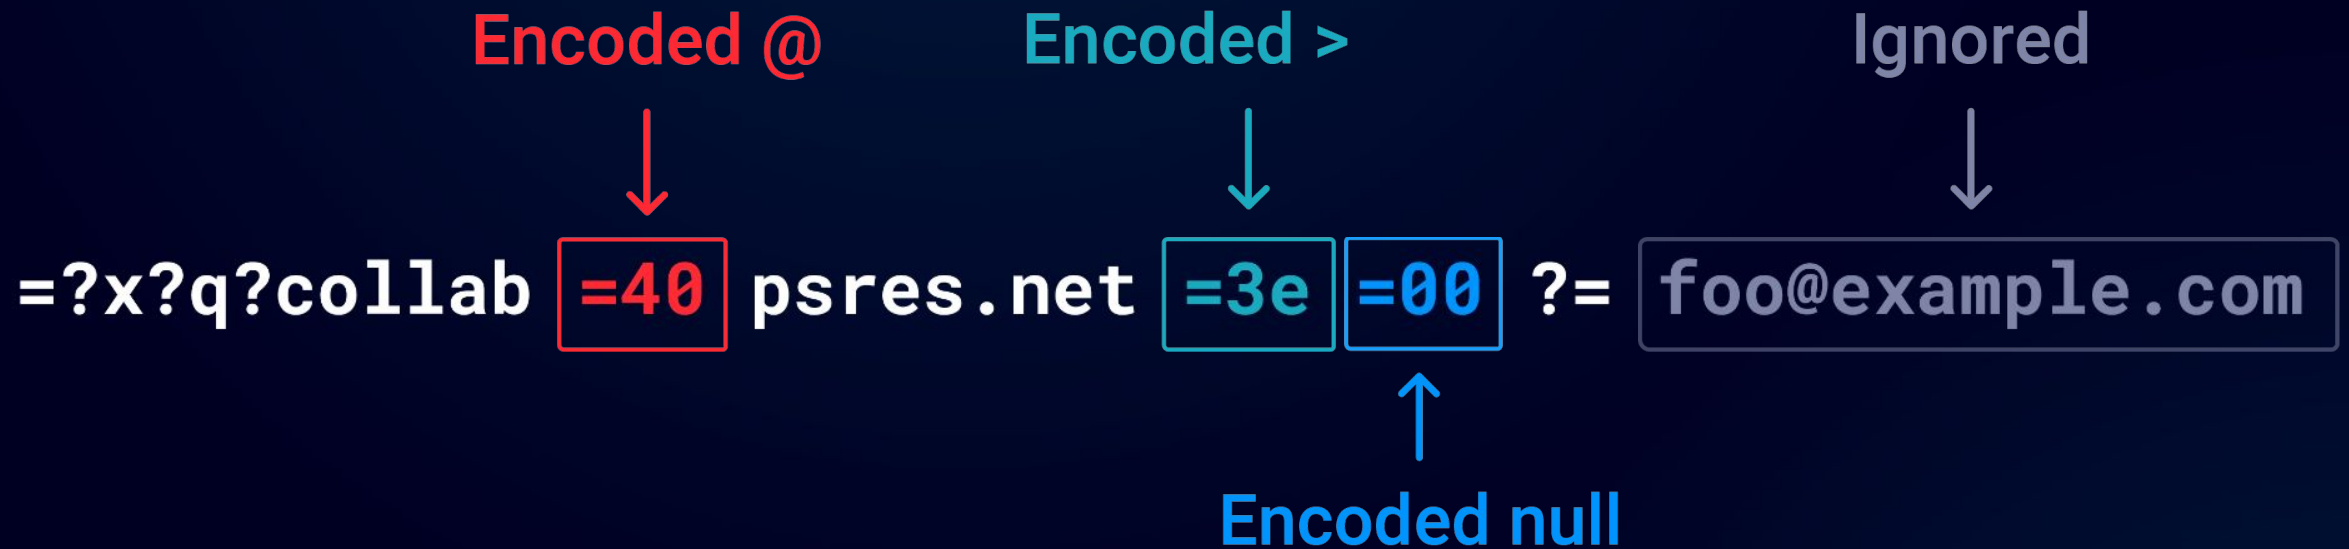 Encoded @ Encoded > Ignored
=?x?q?collab =40 psres.net =3e =00 ?= foo@example.com
Encoded null